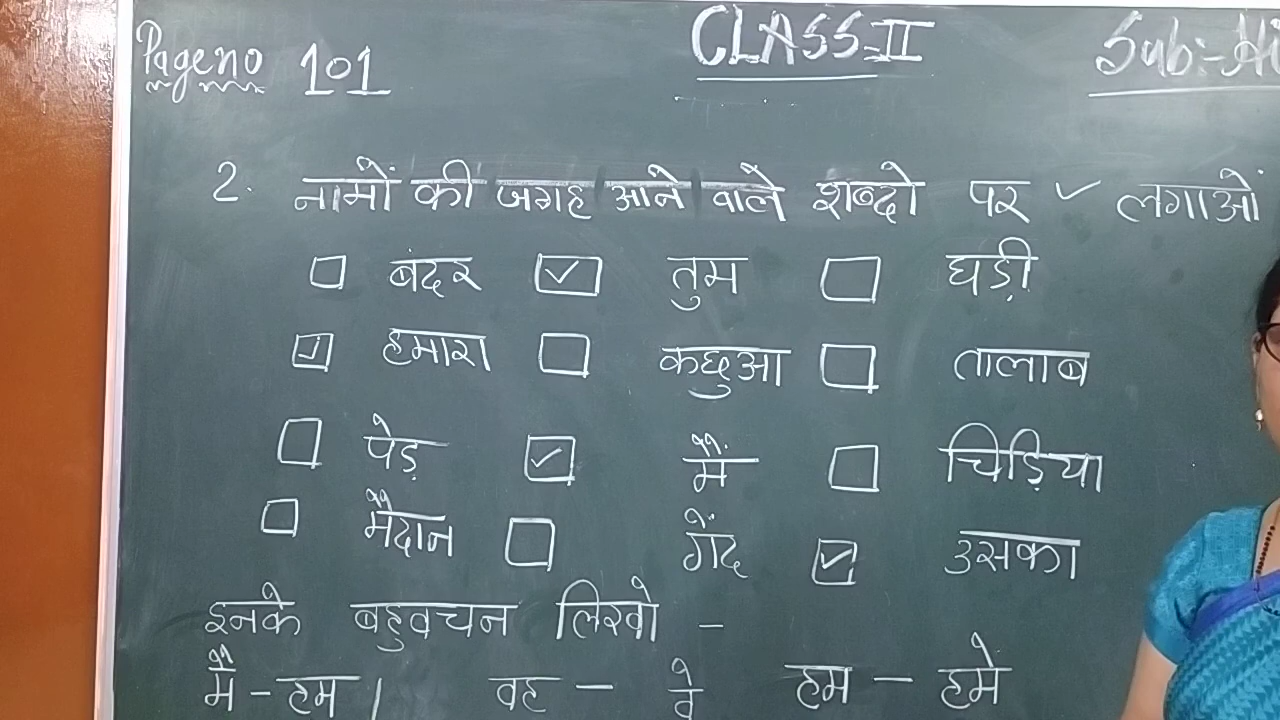 Page no 101 CLASS-II Sub:-Hi
2. नामों की जगह आने वाले शब्दो पर ✓ लगाओं
☐ बंदर ☑ तुम ☐ घड़ी
☑ हमारा ☐ कछुआ ☐ तालाब
☐ पेड़ ☑ मैं ☐ चिड़िया
☐ मैदान ☐ गेंद ☑ उसका
इनके बहुवचन लिखो -
मै - हम । वह - वे हम - हमे